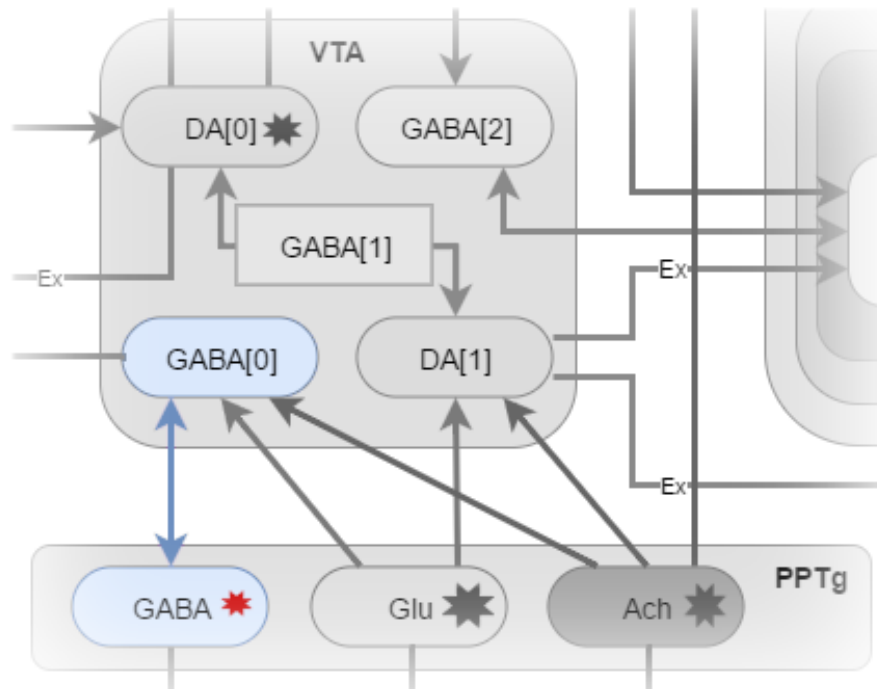 VTA
DA[0]
GABA[2]
GABA[1]
Ex
Ex
GABA[0]
DA[1]
Ex
PPTg
GABA
Glu
Ach